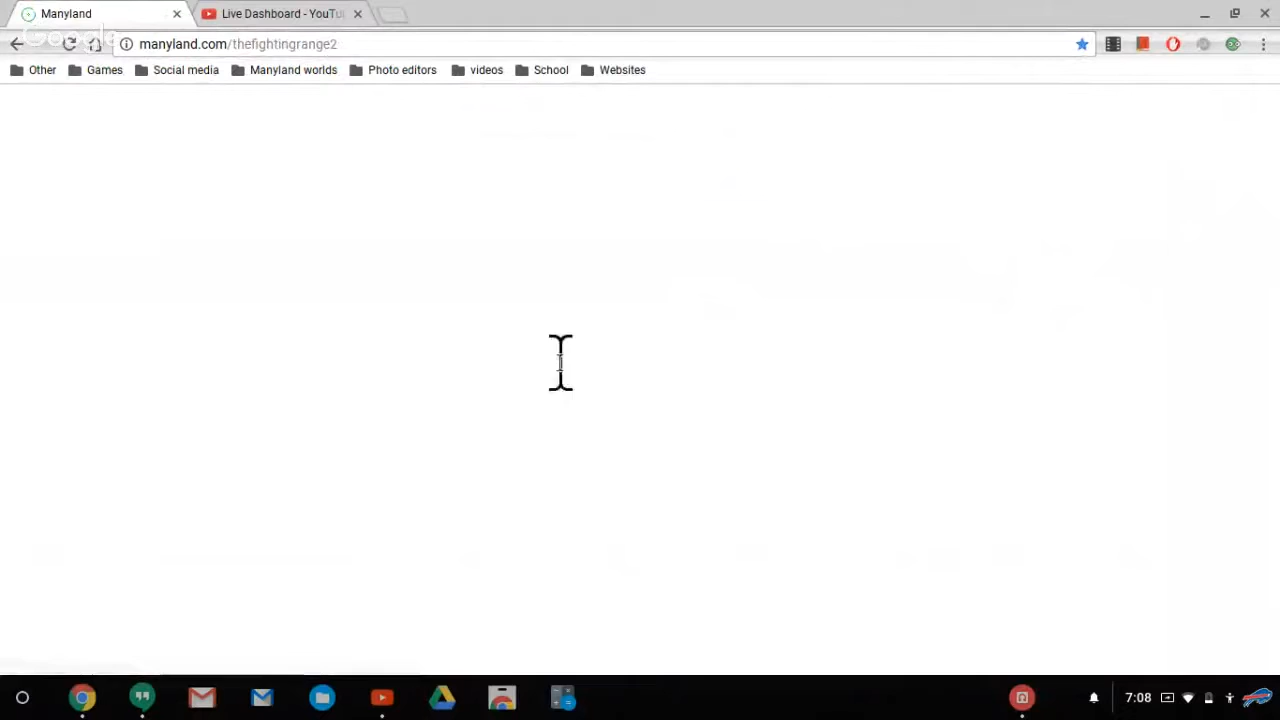 Manyland
Live Dashboard - YouTu
Google
manyland.com/thefightingrange2
Other Games Social media Manyland worlds Photo editors videos School Websites
7:08